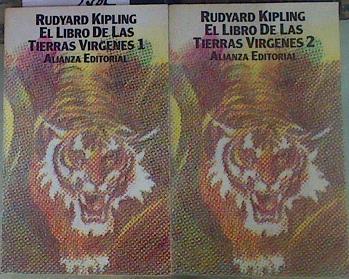 RUDYARD KIPLING
EL LIBRO DE LAS
TIERRAS VIRGENES 1
ALIANZA EDITORIAL
RUDYARD KIPLING
EL LIBRO DE LAS
TIERRAS VIRGENES 2
ALIANZA EDITORIAL